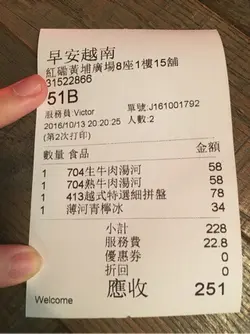 早安越南
紅磡黃埔廣場8座1樓15舖
31522866
51B
服務員 Victor
單號:J161001792
2016/10/13 20:20:25 人數:2
(第2次打印)
數量 食品 金額
1 704生牛肉湯河 58
1 704熟牛肉湯河 58
1 413越式特選細拼盤 78
1 薄河青檸冰 34
小計 228
服務費 22.8
優惠券 0
折回 0
應收 251
Welcome